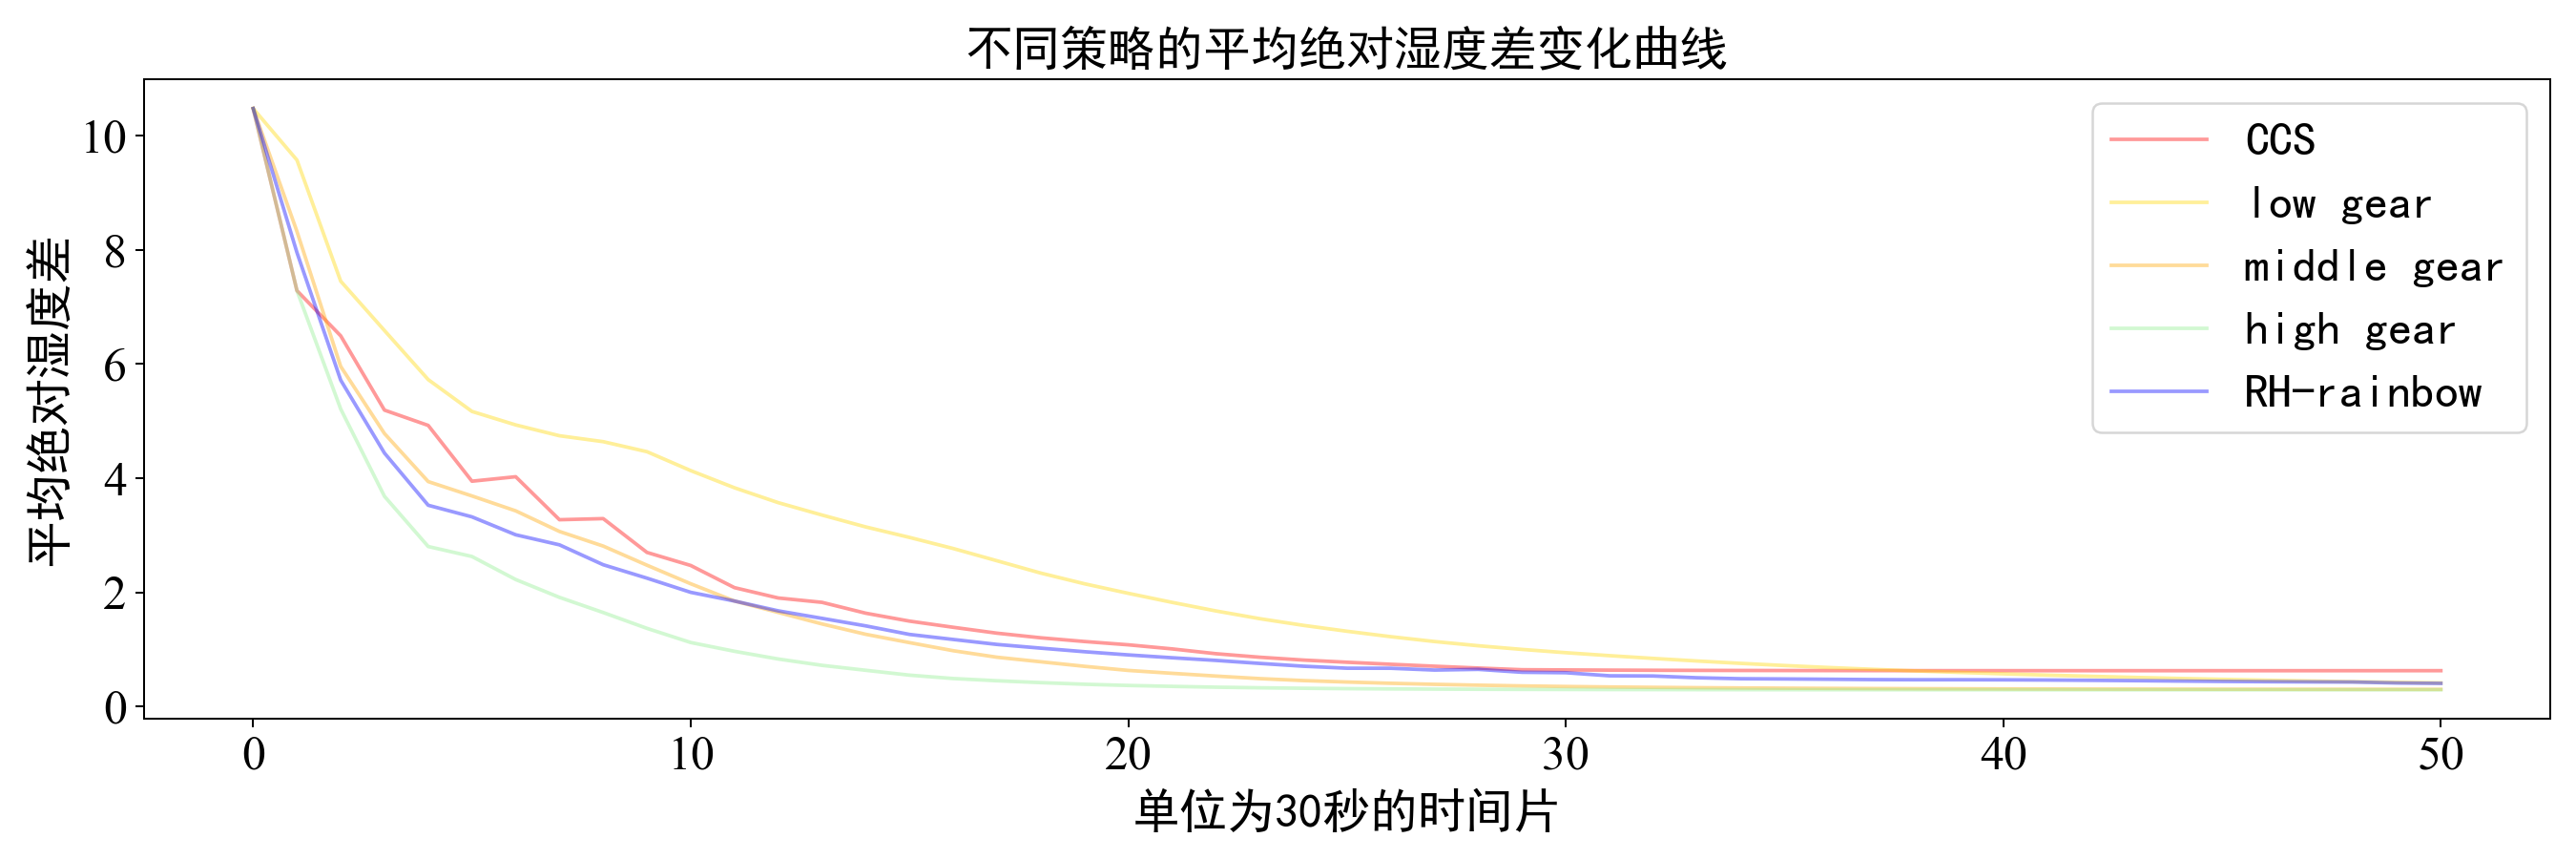 不同策略的平均绝对湿度差变化曲线
平均绝对湿度差
10
8
6
4
2
0
CCS
low gear
middle gear
high gear
RH-rainbow
0 10 20 30 40 50
单位为30秒的时间片